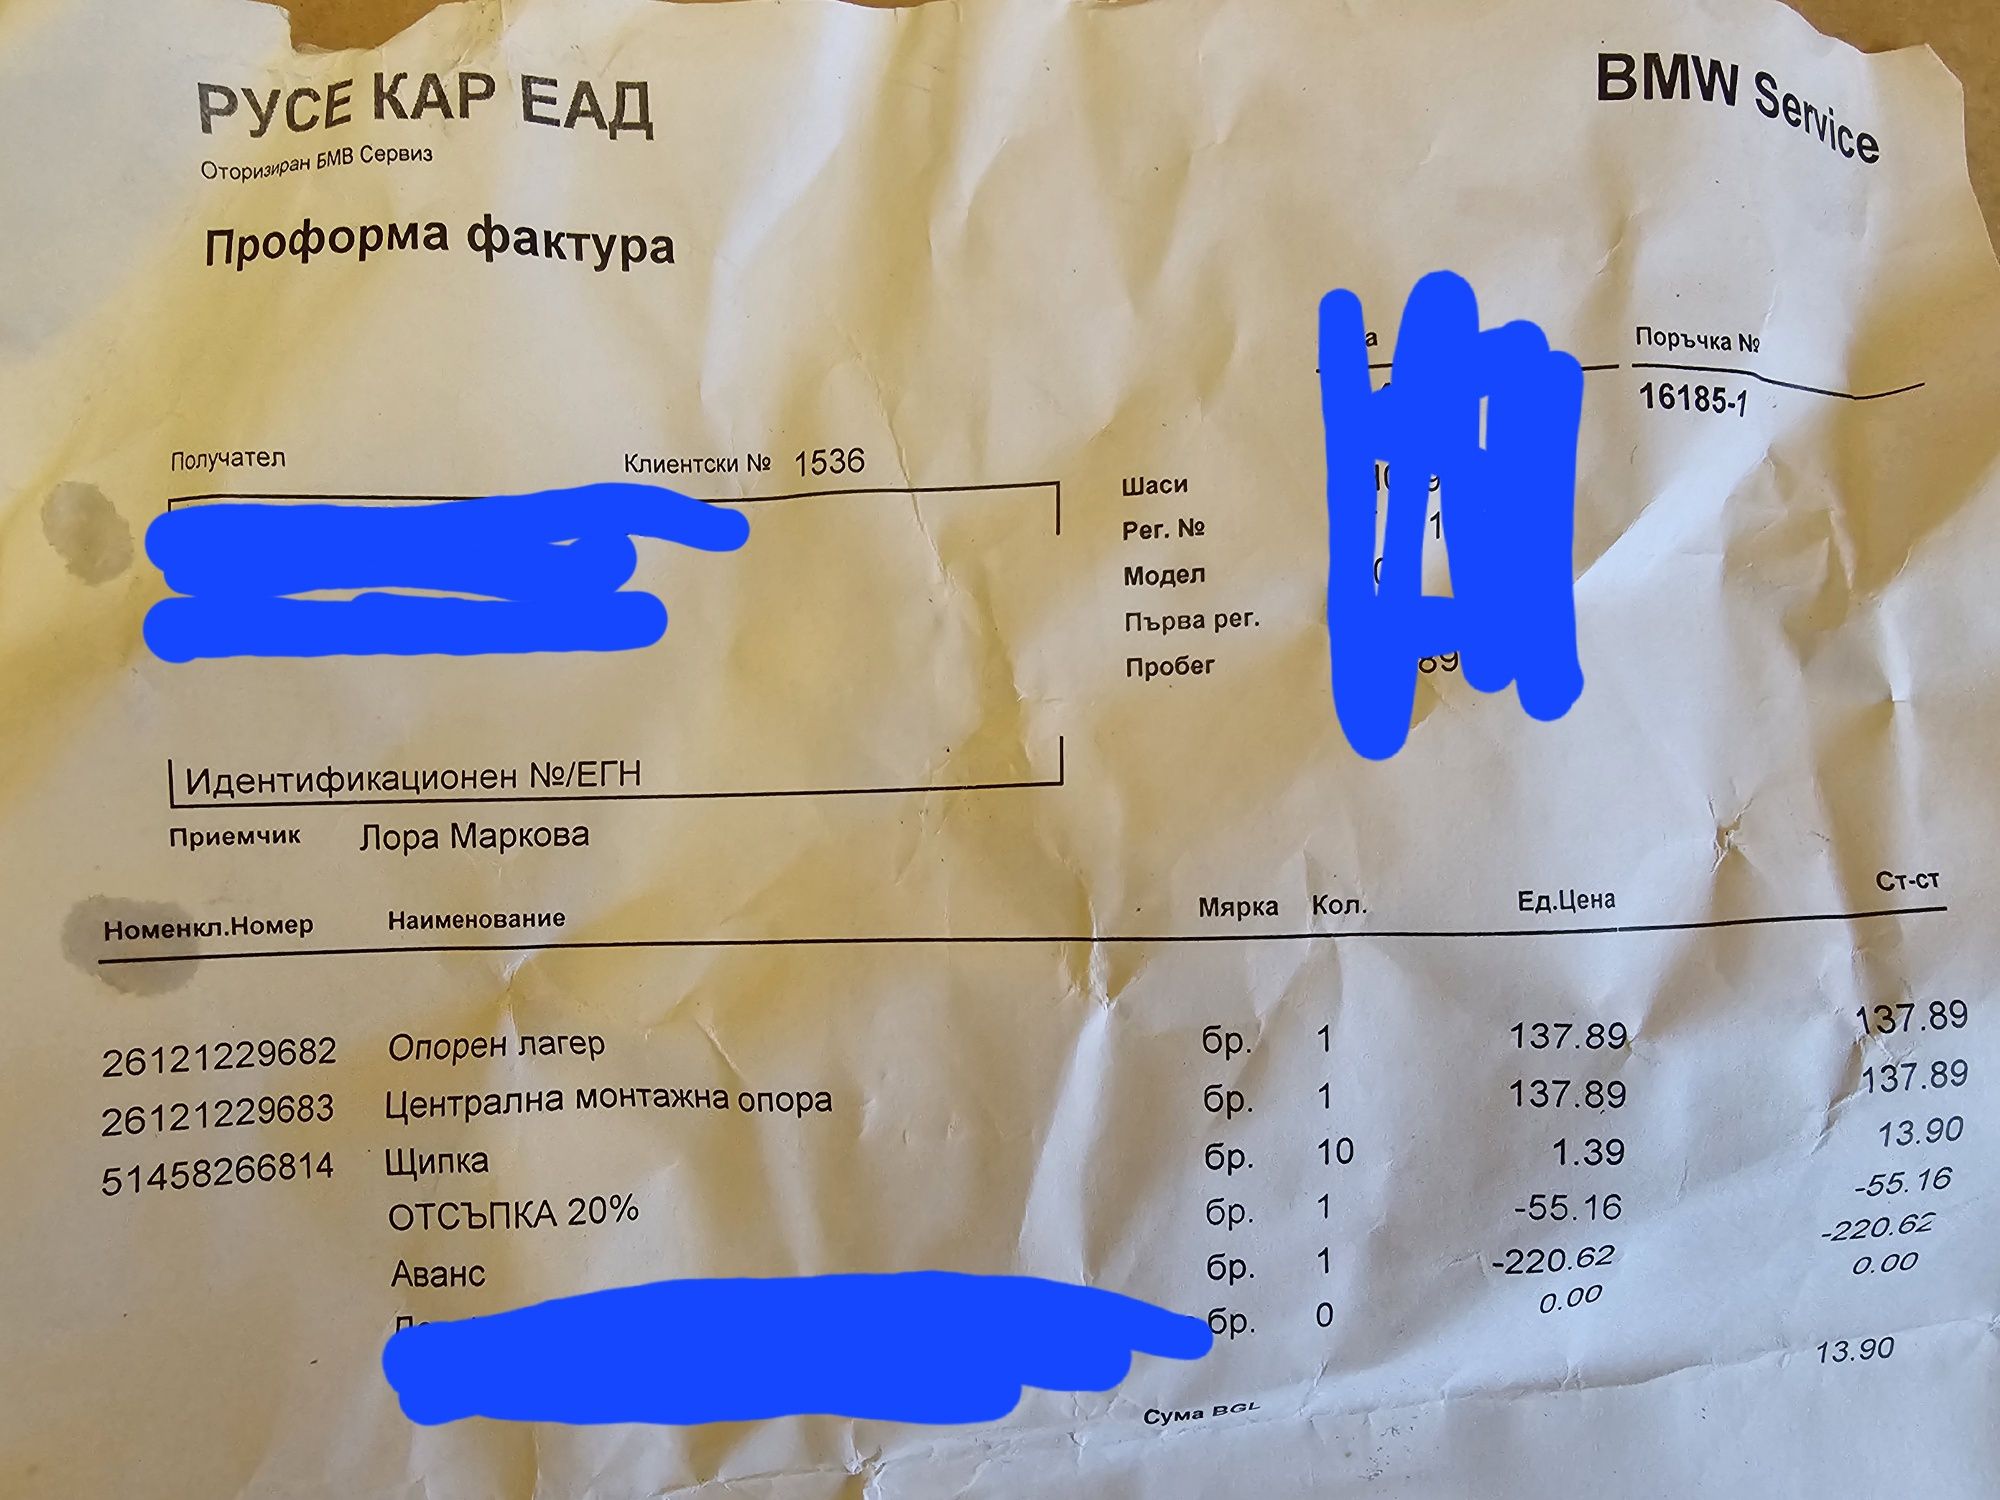 РУСЕ КАР ЕАД
BMW Service
Оторизиран БМВ Сервиз
Проформа фактура
Поръчка №
16185-1
Получател Клиентски № 1536
Шаси
Рег. №
Модел
Първа рег.
Пробег
Идентификационен №/ЕГН
Приемчик Лора Маркова
Номенкл.Номер Наименование Мярка Кол. Ед.Цена Ст-ст
26121229682 Опорен лагер бр. 1 137.89 137.89
26121229683 Централна монтажна опора бр. 1 137.89 137.89
51458266814 Щипка бр. 10 1.39 13.90
ОТСЪПКА 20% бр. 1 -55.16 -55.16
Аванс бр. 1 -220.62 -220.62
бр. 0 0.00 0.00
Сума BGL 13.90